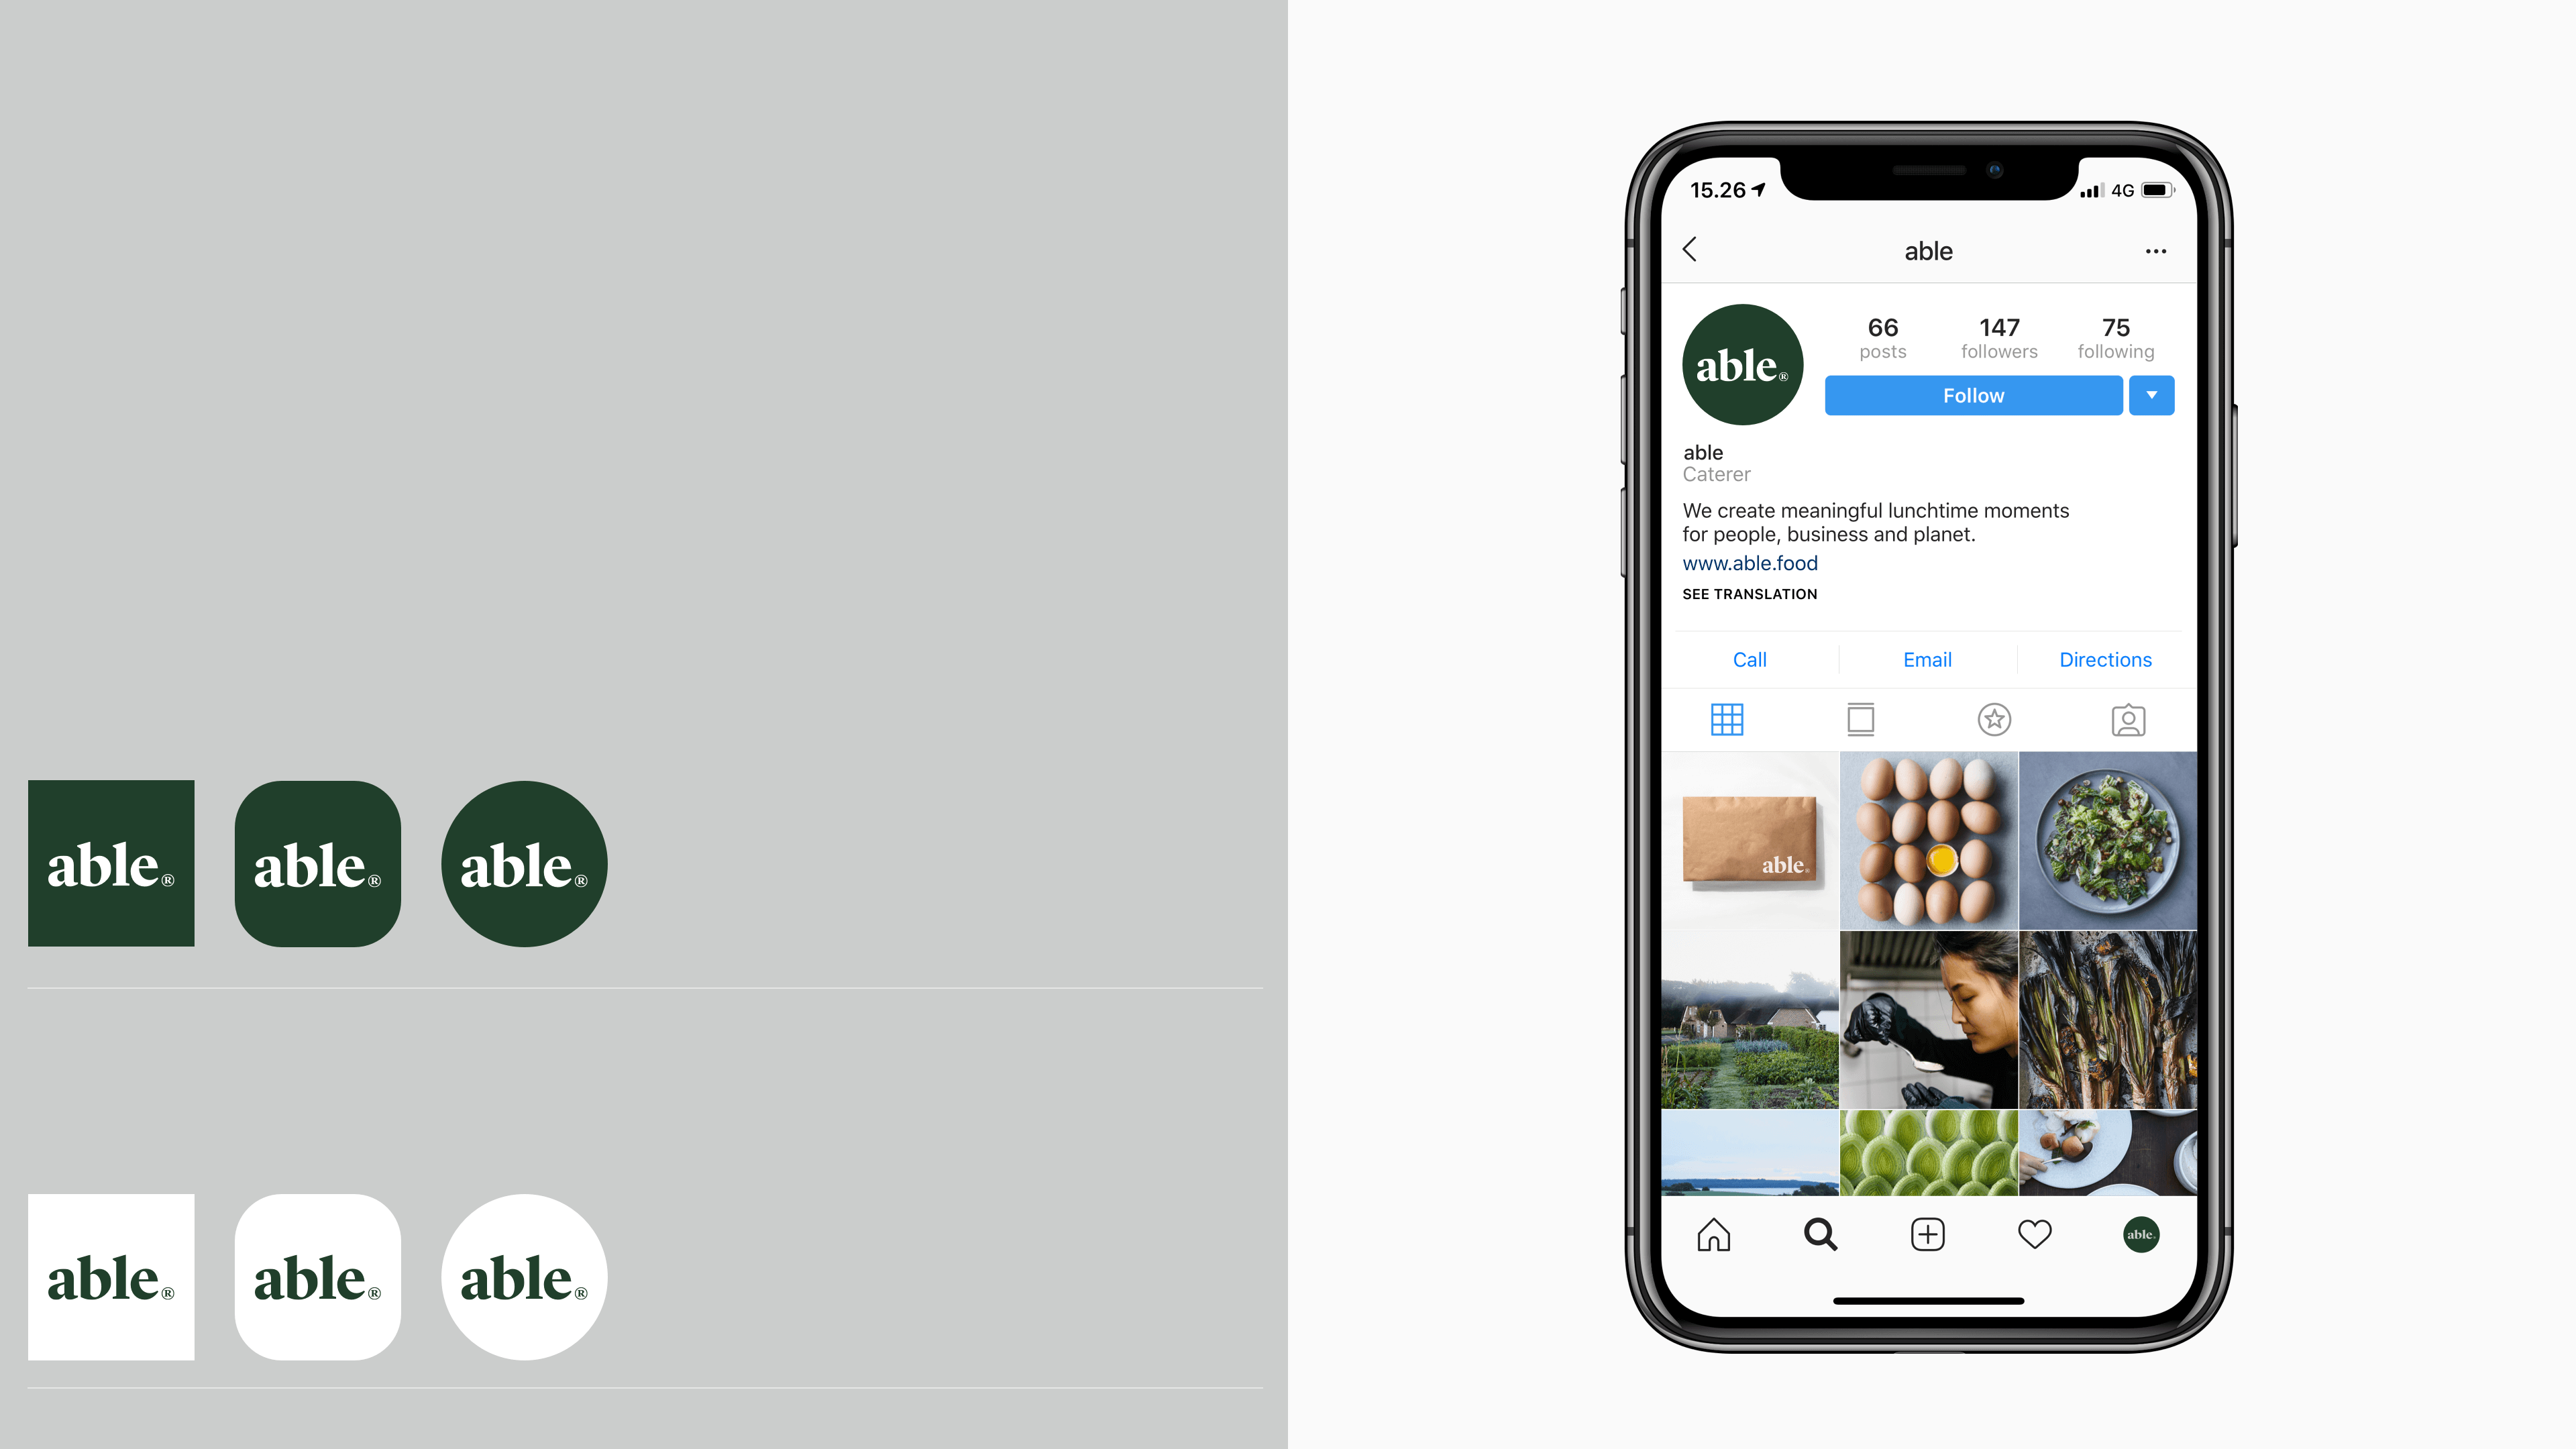 able®
able®
able®
able®
able®
able®
15.26
4G
able
able®
66
147
75
posts
followers
following
Follow
able
Caterer
We create meaningful lunchtime moments
for people, business and planet.
www.able.food
SEE TRANSLATION
Call
Email
Directions
able®
able.